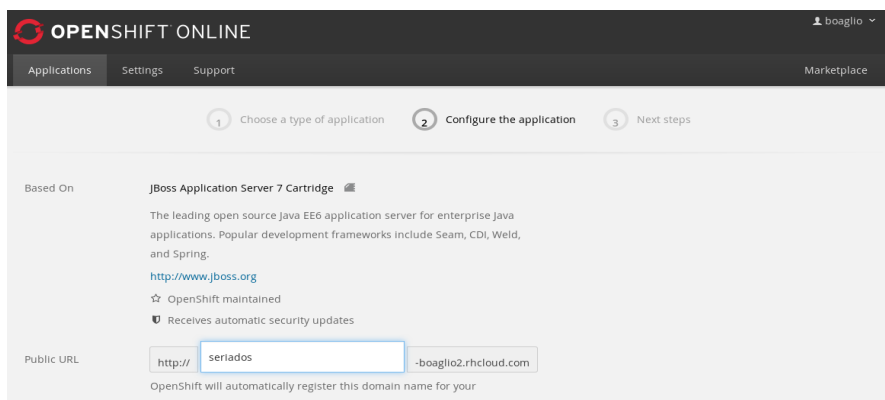 OPENSHIFT ONLINE
boaglio
Applications Settings Support Marketplace
1 Choose a type of application 2 Configure the application 3 Next steps
Based On JBoss Application Server 7 Cartridge
The leading open source Java EE6 application server for enterprise Java
applications. Popular development frameworks include Seam, CDI, Weld,
and Spring.
http://www.jboss.org
OpenShift maintained
Receives automatic security updates
Public URL http:// seriados -boaglio2.rhcloud.com
OpenShift will automatically register this domain name for your